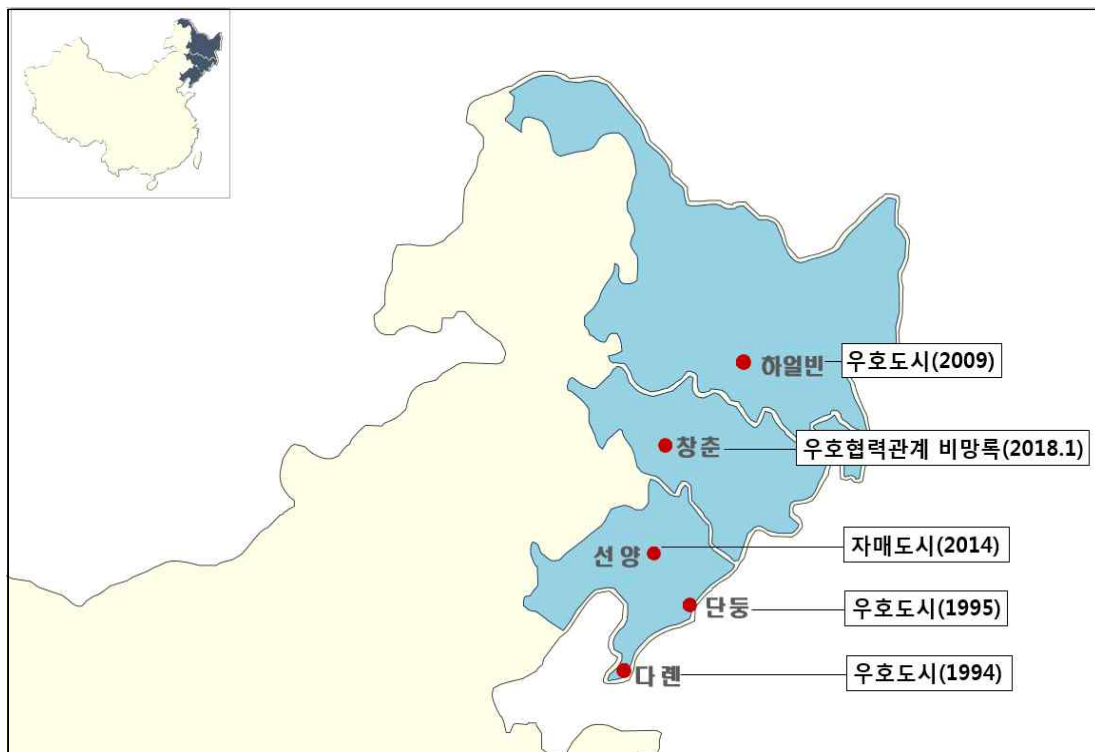 하얼빈 우호도시(2009)
창춘 우호협력관계 비망록(2018.1)
선양 자매도시(2014)
단둥 우호도시(1995)
다롄 우호도시(1994)